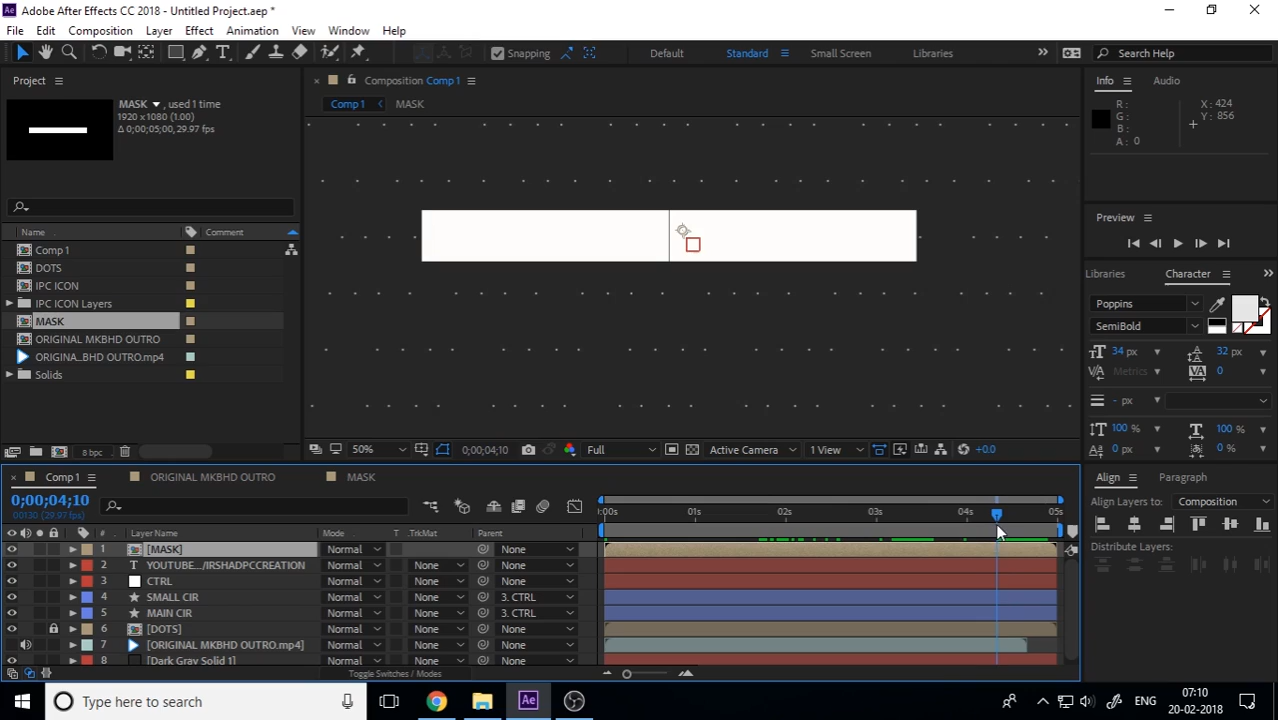 Adobe After Effects CC 2018 - Untitled Project.aep *
File Edit Composition Layer Effect Animation View Window Help
Snapping Default Standard Small Screen Libraries Search Help
Project
Composition Comp 1
Info Audio
MASK , used 1 time
1920 x 1080 (1.00)
Δ 0;00;05;00, 29.97 fps
Comp 1 MASK
R :
G :
B :
A : 0
X : 424
Y : 856
Preview
Name Comment
Comp 1
DOTS
IPC ICON
IPC ICON Layers
MASK
ORIGINAL MKBHD OUTRO
ORIGINA...BHD OUTRO.mp4
Solids
Libraries Character
Poppins
SemiBold
34 px 32 px
Metrics 0
- px
100 % 100 %
0 px 0 %
8 bpc
50% 0;00;04;10 Full Active Camera 1 View +0.0
Comp 1 ORIGINAL MKBHD OUTRO MASK
0;00;04;10
00130 (29.97 fps)
:00s 01s 02s 03s 04s 05s
# Layer Name Mode T .TrkMat Parent
1 [MASK] Normal None
2 T YOUTUBE.../IRSHADPCCREATION Normal None None
3 CTRL Normal None None
4 SMALL CIR Normal None 3. CTRL
5 MAIN CIR Normal None 3. CTRL
6 [DOTS] Normal None None
7 [ORIGINAL MKBHD OUTRO.mp4] Normal None None
8 [Dark Gray Solid 1] Normal None None
Toggle Switches / Modes
Align Paragraph
Align Layers to: Composition
Distribute Layers:
Type here to search
ENG
07:10
20-02-2018